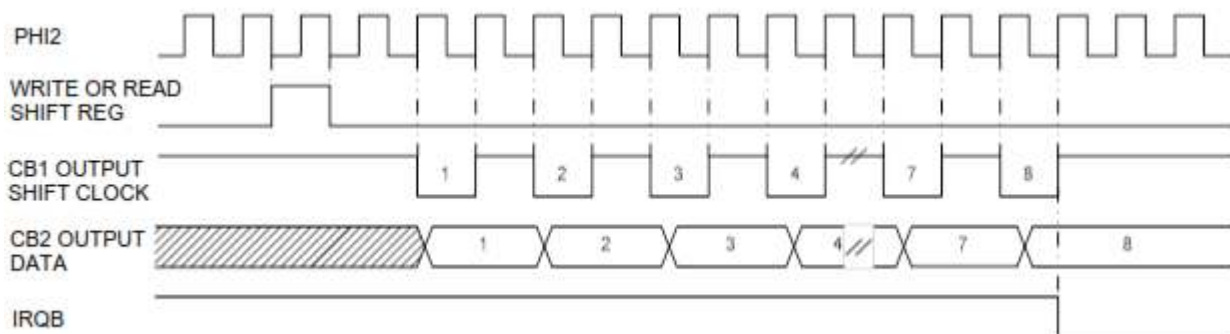 PHI2
WRITE OR READ
SHIFT REG
CB1 OUTPUT
SHIFT CLOCK
1 2 3 4 7 8
CB2 OUTPUT
DATA
1 2 3 4 7 8
IRQB